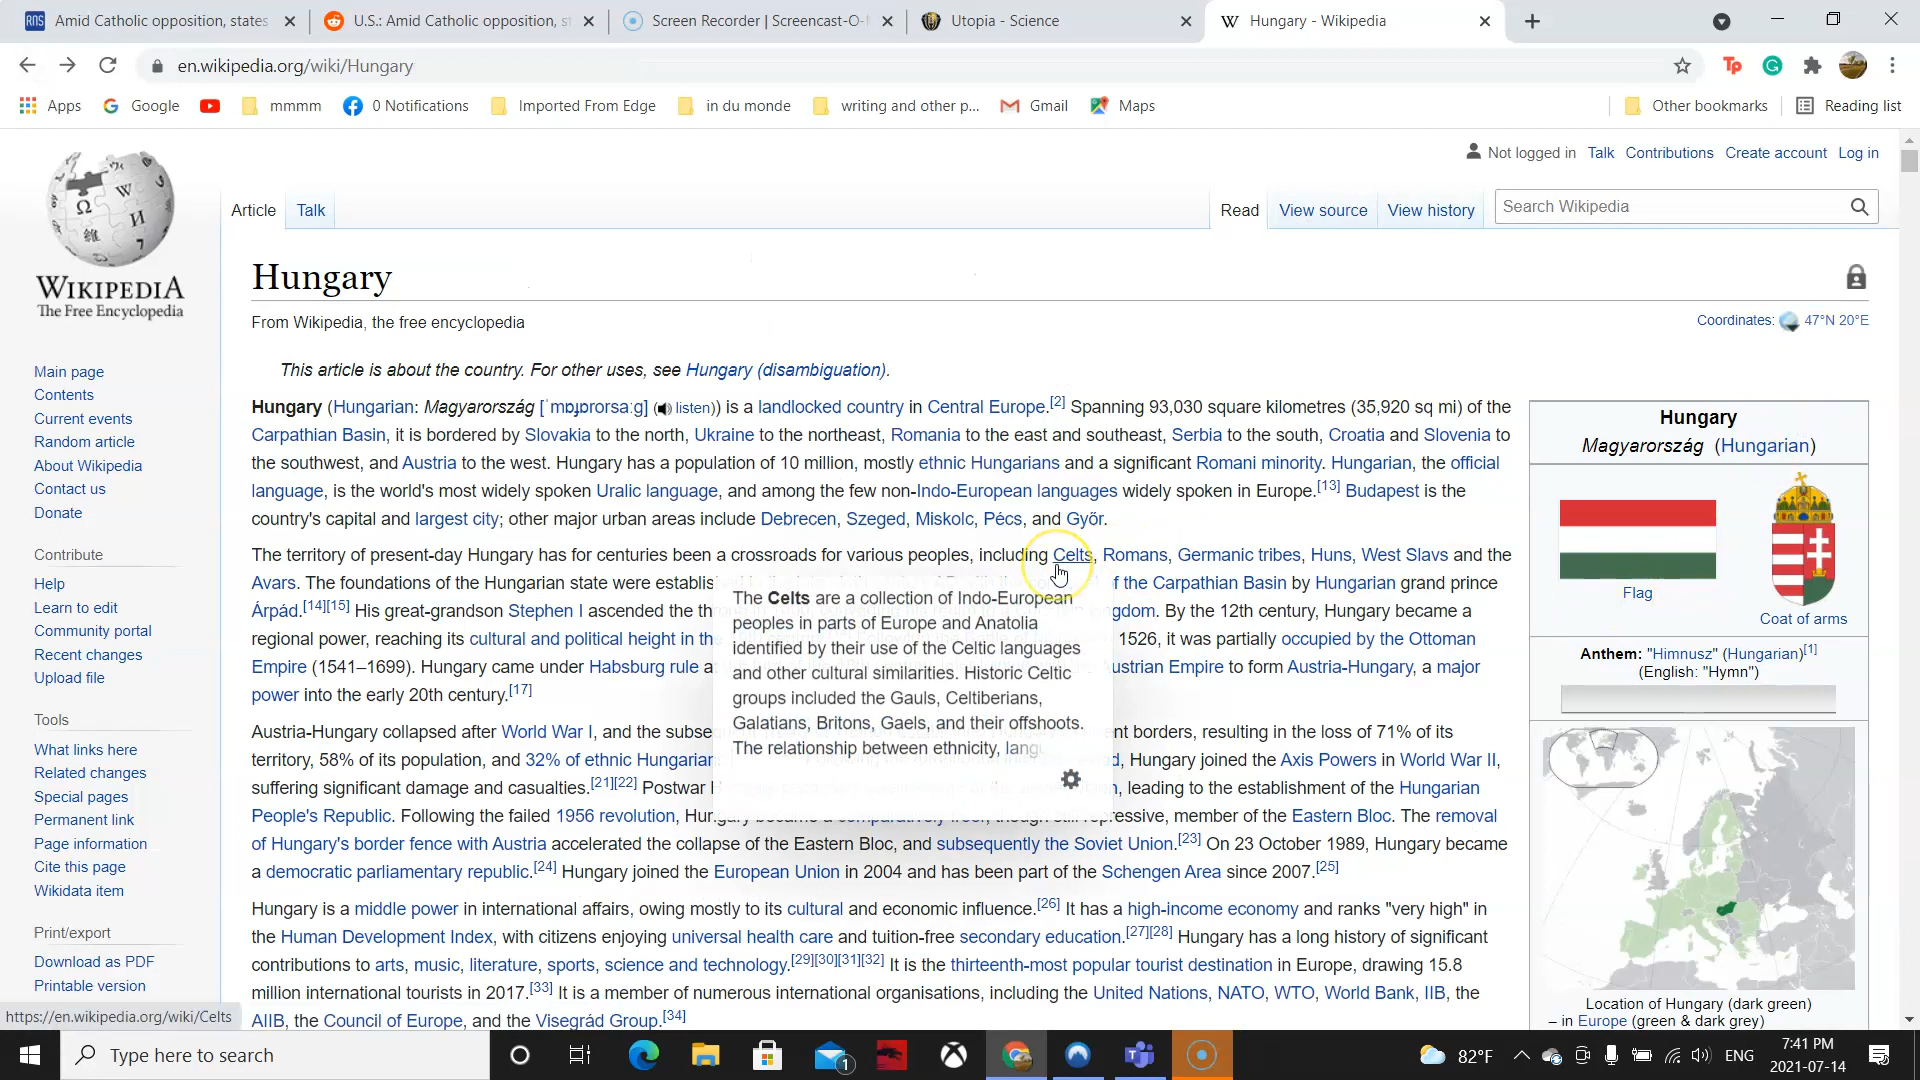 Amid Catholic opposition, states
U.S.: Amid Catholic opposition, st
Screen Recorder | Screencast-O-
Utopia - Science
Hungary - Wikipedia
en.wikipedia.org/wiki/Hungary
Apps
Google
mmmm
0 Notifications
Imported From Edge
in du monde
writing and other p...
Gmail
Maps
Other bookmarks
Reading list
WIKIPEDIA
The Free Encyclopedia
Not logged in Talk Contributions Create account Log in
Article Talk
Read View source View history
Search Wikipedia
Hungary
From Wikipedia, the free encyclopedia
Coordinates: 47°N 20°E
Main page
Contents
Current events
Random article
About Wikipedia
Contact us
Donate
Contribute
Help
Learn to edit
Community portal
Recent changes
Upload file
Tools
What links here
Related changes
Special pages
Permanent link
Page information
Cite this page
Wikidata item
Print/export
Download as PDF
Printable version
This article is about the country. For other uses, see Hungary (disambiguation).
Hungary (Hungarian: Magyarország [ˈmɒɟɒrorsaːɡ] (listen)) is a landlocked country in Central Europe.[2] Spanning 93,030 square kilometres (35,920 sq mi) of the
Carpathian Basin, it is bordered by Slovakia to the north, Ukraine to the northeast, Romania to the east and southeast, Serbia to the south, Croatia and Slovenia to
the southwest, and Austria to the west. Hungary has a population of 10 million, mostly ethnic Hungarians and a significant Romani minority. Hungarian, the official
language, is the world's most widely spoken Uralic language, and among the few non-Indo-European languages widely spoken in Europe.[13] Budapest is the
country's capital and largest city; other major urban areas include Debrecen, Szeged, Miskolc, Pécs, and Győr.
The territory of present-day Hungary has for centuries been a crossroads for various peoples, including Celts, Romans, Germanic tribes, Huns, West Slavs and the
Avars. The foundations of the Hungarian state were established of the Carpathian Basin by Hungarian grand prince
Árpád.[14][15] His great-grandson Stephen I ascended the kingdom. By the 12th century, Hungary became a
regional power, reaching its cultural and political height in the 1526, it was partially occupied by the Ottoman
Empire (1541–1699). Hungary came under Habsburg rule Austrian Empire to form Austria-Hungary, a major
power into the early 20th century.[17]
Austria-Hungary collapsed after World War I, and the current borders, resulting in the loss of 71% of its
territory, 58% of its population, and 32% of ethnic Hungarian Hungary joined the Axis Powers in World War II,
suffering significant damage and casualties.[21][22] Postwar leading to the establishment of the Hungarian
People's Republic. Following the failed 1956 revolution, Hungary became a comparatively freer, though still repressive, member of the Eastern Bloc. The removal
of Hungary's border fence with Austria accelerated the collapse of the Eastern Bloc, and subsequently the Soviet Union.[23] On 23 October 1989, Hungary became
a democratic parliamentary republic.[24] Hungary joined the European Union in 2004 and has been part of the Schengen Area since 2007.[25]
Hungary is a middle power in international affairs, owing mostly to its cultural and economic influence.[26] It has a high-income economy and ranks "very high" in
the Human Development Index, with citizens enjoying universal health care and tuition-free secondary education.[27][28] Hungary has a long history of significant
contributions to arts, music, literature, sports, science and technology.[29][30][31][32] It is the thirteenth-most popular tourist destination in Europe, drawing 15.8
million international tourists in 2017.[33] It is a member of numerous international organisations, including the United Nations, NATO, WTO, World Bank, IIB, the
AIIB, the Council of Europe, and the Visegrád Group.[34]
The Celts are a collection of Indo-European
peoples in parts of Europe and Anatolia
identified by their use of the Celtic languages
and other cultural similarities. Historic Celtic
groups included the Gauls, Celtiberians,
Galatians, Britons, Gaels, and their offshoots.
The relationship between ethnicity, langu
Hungary
Magyarország (Hungarian)
Flag
Coat of arms
Anthem: "Himnusz" (Hungarian)[1]
(English: "Hymn")
Location of Hungary (dark green)
– in Europe (green & dark grey)
https://en.wikipedia.org/wiki/Celts
Type here to search
1
82°F
ENG
7:41 PM
2021-07-14